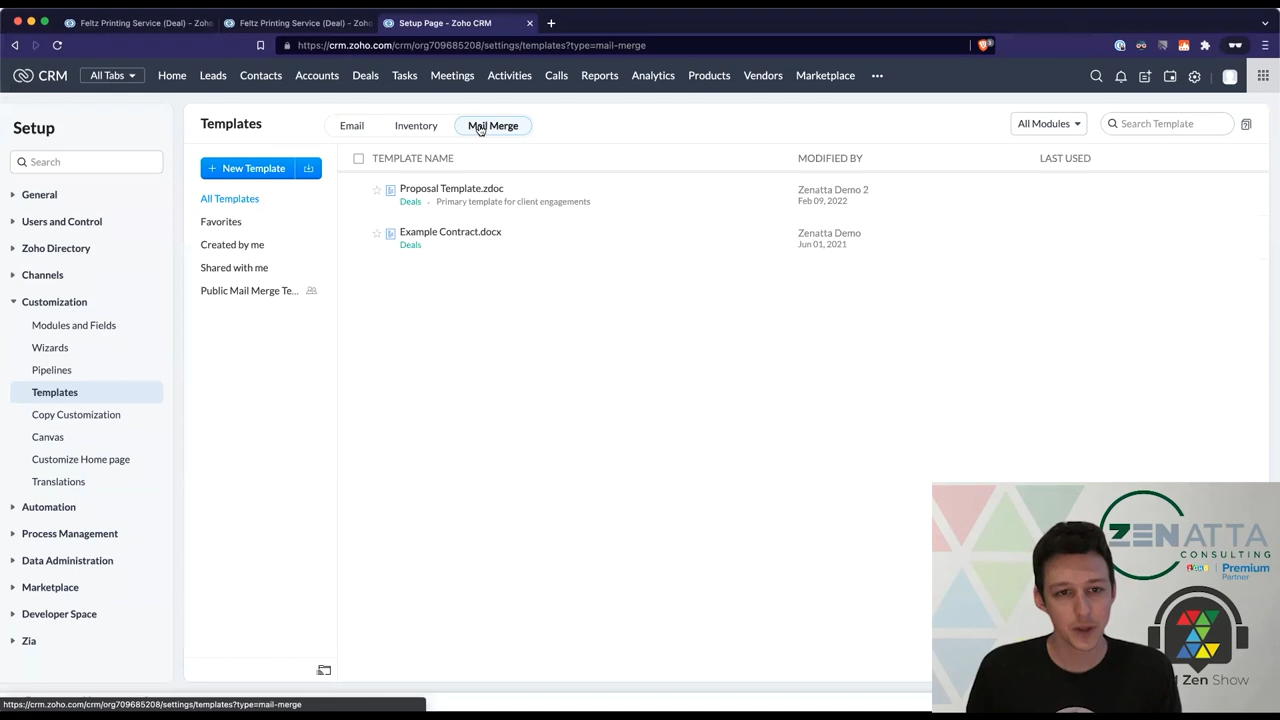 Feltz Printing Service (Deal) - Zoh
Feltz Printing Service (Deal) - Zoh
Setup Page - Zoho CRM
https://crm.zoho.com/crm/org709685208/settings/templates?type=mail-merge
CRM
All Tabs
Home
Leads
Contacts
Accounts
Deals
Tasks
Meetings
Activities
Calls
Reports
Analytics
Products
Vendors
Marketplace
Setup
Search
General
Users and Control
Zoho Directory
Channels
Customization
Modules and Fields
Wizards
Pipelines
Templates
Copy Customization
Canvas
Customize Home page
Translations
Automation
Process Management
Data Administration
Marketplace
Developer Space
Zia
Templates
Email
Inventory
Mail Merge
All Modules
Search Template
+ New Template
All Templates
Favorites
Created by me
Shared with me
Public Mail Merge Te...
TEMPLATE NAME
MODIFIED BY
LAST USED
Proposal Template.zdoc
Deals . Primary template for client engagements
Zenatta Demo 2
Feb 09, 2022
Example Contract.docx
Deals
Zenatta Demo
Jun 01, 2021
ZENATTA
CONSULTING
ZOHO
Premium
Partner
Zen Show
https://crm.zoho.com/crm/org709685208/settings/templates?type=mail-merge